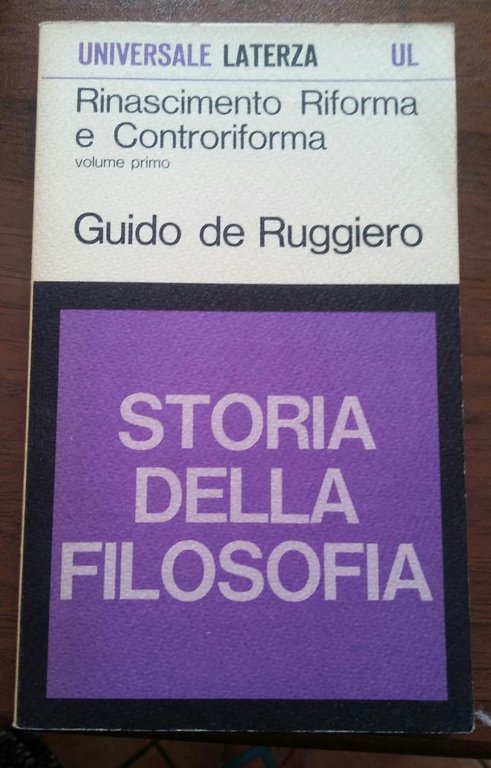 UNIVERSALE LATERZA UL
Rinascimento Riforma
e Controriforma
volume primo
Guido de Ruggiero
STORIA
DELLA
FILOSOFIA